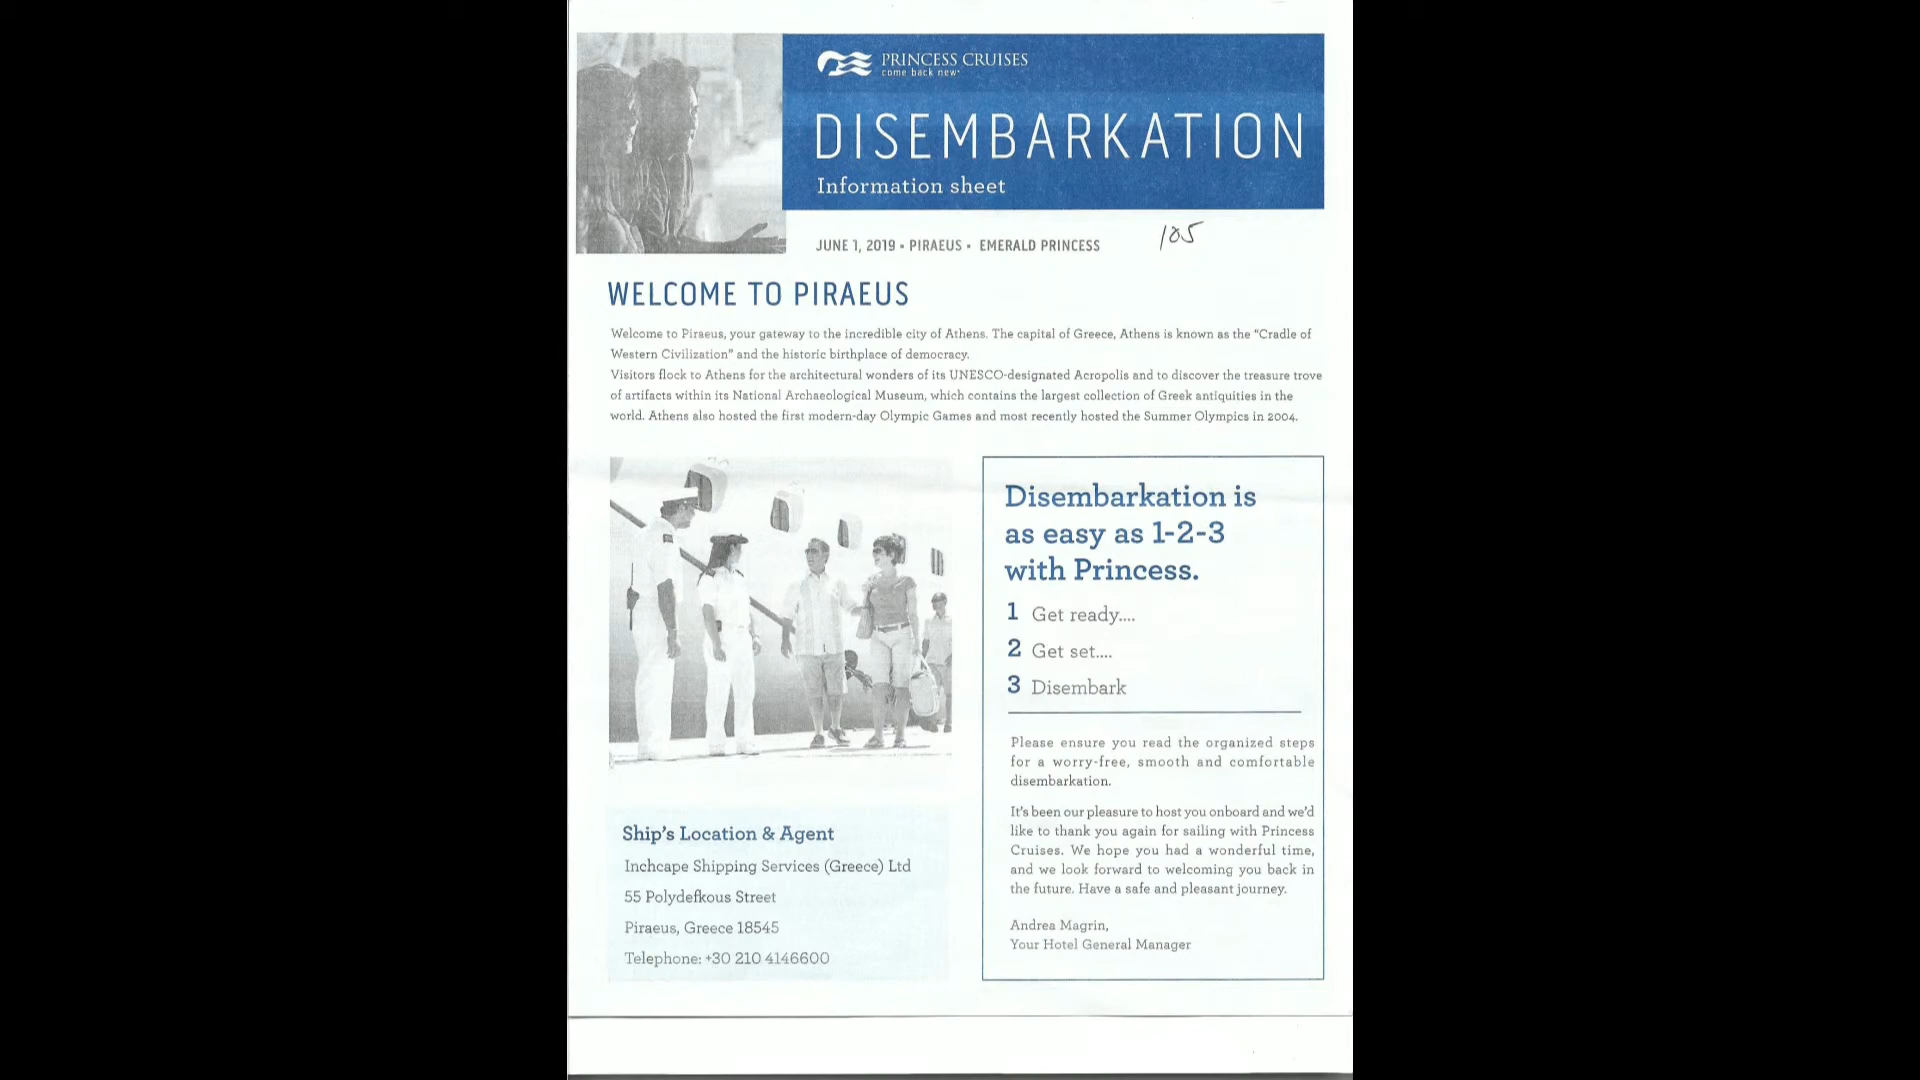 PRINCESS CRUISES
come back new·
DISEMBARKATION
Information sheet
JUNE 1, 2019 • PIRAEUS • EMERALD PRINCESS
105
WELCOME TO PIRAEUS
Welcome to Piraeus, your gateway to the incredible city of Athens. The capital of Greece, Athens is known as the "Cradle of
Western Civilization" and the historic birthplace of democracy.
Visitors flock to Athens for the architectural wonders of its UNESCO-designated Acropolis and to discover the treasure trove
of artifacts within its National Archaeological Museum, which contains the largest collection of Greek antiquities in the
world. Athens also hosted the first modern-day Olympic Games and most recently hosted the Summer Olympics in 2004.
Ship's Location & Agent
Inchcape Shipping Services (Greece) Ltd
55 Polydefkous Street
Piraeus, Greece 18545
Telephone: +30 210 4146600
Disembarkation is
as easy as 1-2-3
with Princess.
1 Get ready....
2 Get set....
3 Disembark
Please ensure you read the organized steps
for a worry-free, smooth and comfortable
disembarkation.
It's been our pleasure to host you onboard and we'd
like to thank you again for sailing with Princess
Cruises. We hope you had a wonderful time,
and we look forward to welcoming you back in
the future. Have a safe and pleasant journey.
Andrea Magrin,
Your Hotel General Manager